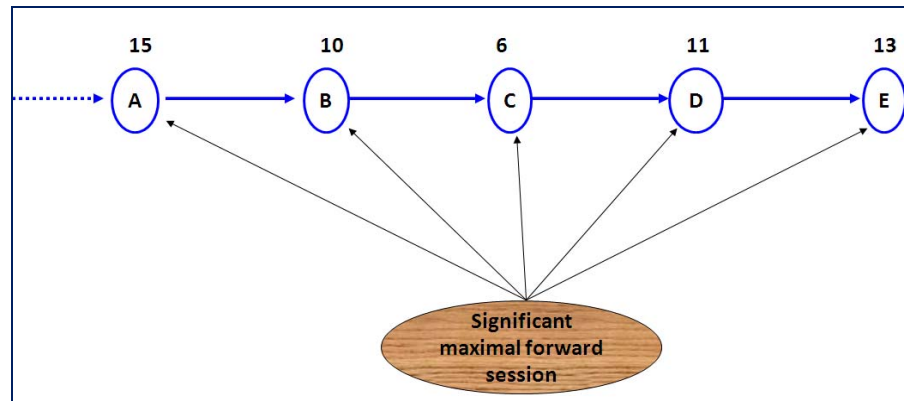 15 10 6 11 13
A B C D E
Significant
maximal forward
session